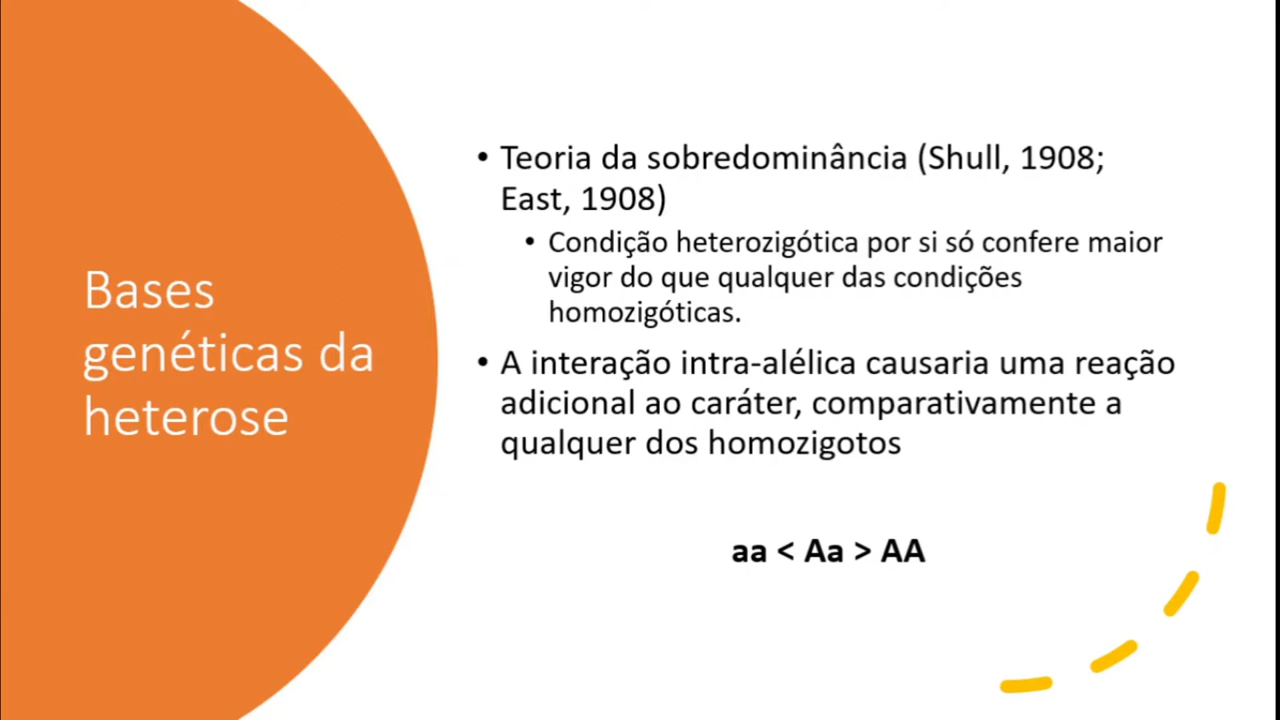 Bases
genéticas da
heterose
• Teoria da sobredominância (Shull, 1908;
East, 1908)
• Condição heterozigótica por si só confere maior
vigor do que qualquer das condições
homozigóticas.
• A interação intra-alélica causaria uma reação
adicional ao caráter, comparativamente a
qualquer dos homozigotos
aa < Aa > AA